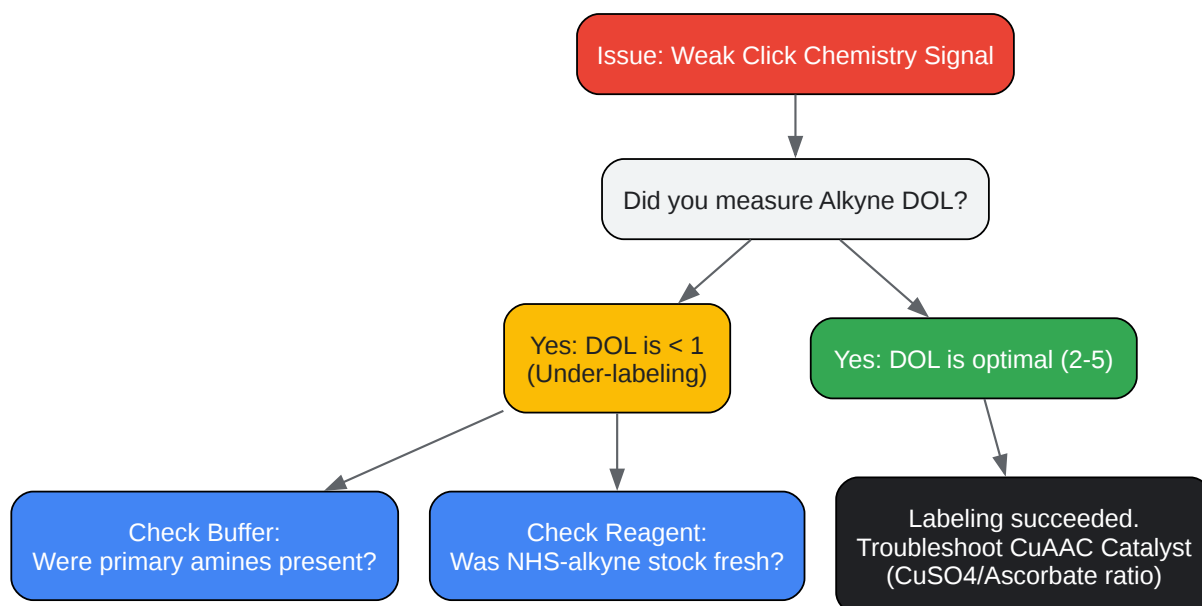 Issue: Weak Click Chemistry Signal
Did you measure Alkyne DOL?
Yes: DOL is < 1
(Under-labeling)
Yes: DOL is optimal (2-5)
Check Buffer:
Were primary amines present?
Check Reagent:
Was NHS-alkyne stock fresh?
Labeling succeeded.
Troubleshoot CuAAC Catalyst
(CuSO4/Ascorbate ratio)